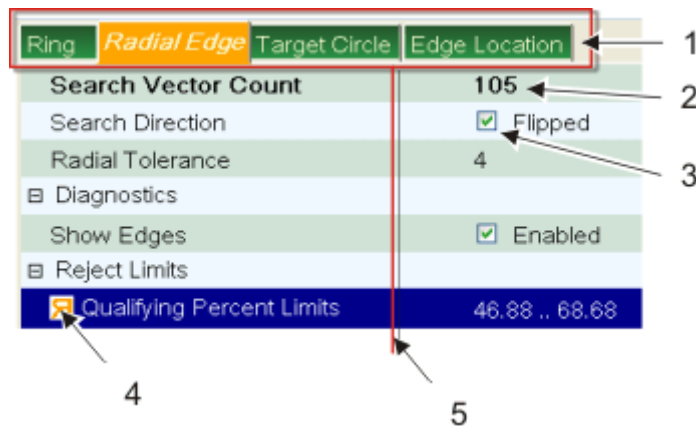 Ring Radial Edge Target Circle Edge Location 1
Search Vector Count 105 2
Search Direction Flipped
Radial Tolerance 4 3
Diagnostics
Show Edges Enabled
Reject Limits
Qualifying Percent Limits 46.88 .. 68.68
4 5